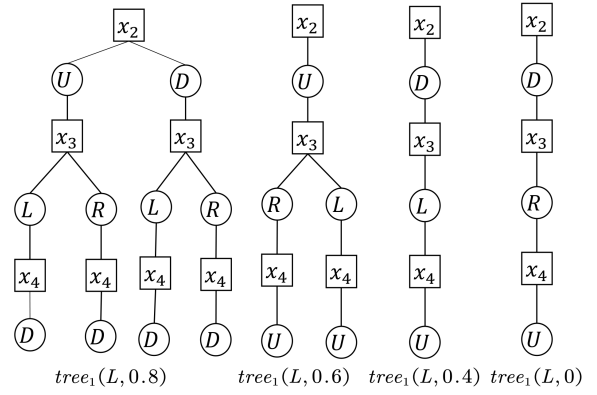 x₂ x₂ x₂ x₂
U D U D D
x₃ x₃ x₃ x₃ x₃
L R L R R L L R
x₄ x₄ x₄ x₄ x₄ x₄ x₄ x₄
D D D D U U U U
tree₁(L, 0.8) tree₁(L, 0.6) tree₁(L, 0.4) tree₁(L, 0)